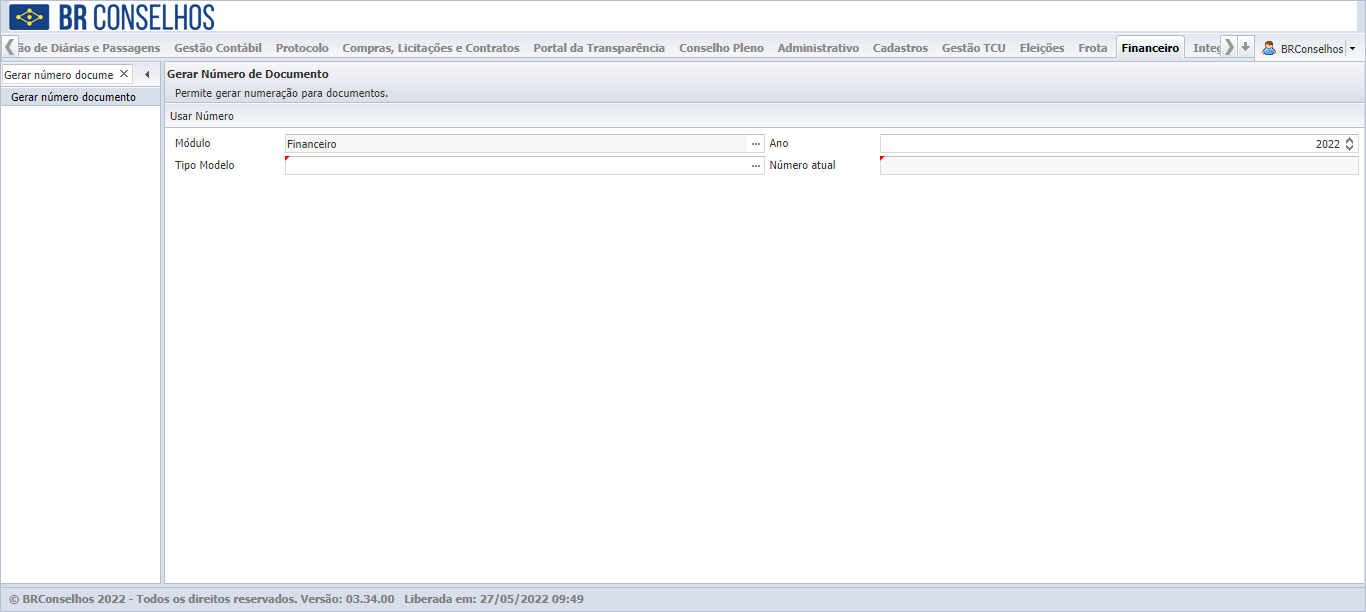 BR CONSELHOS
ão de Diárias e Passagens Gestão Contábil Protocolo Compras, Licitações e Contratos Portal da Transparência Conselho Pleno Administrativo Cadastros Gestão TCU Eleições Frota Financeiro Integ BRConselhos
Gerar número docume
Gerar número documento
Gerar Número de Documento
Permite gerar numeração para documentos.
Usar Número
Módulo Financeiro ... Ano 2022
Tipo Modelo ... Número atual
© BRConselhos 2022 - Todos os direitos reservados. Versão: 03.34.00 Liberada em: 27/05/2022 09:49